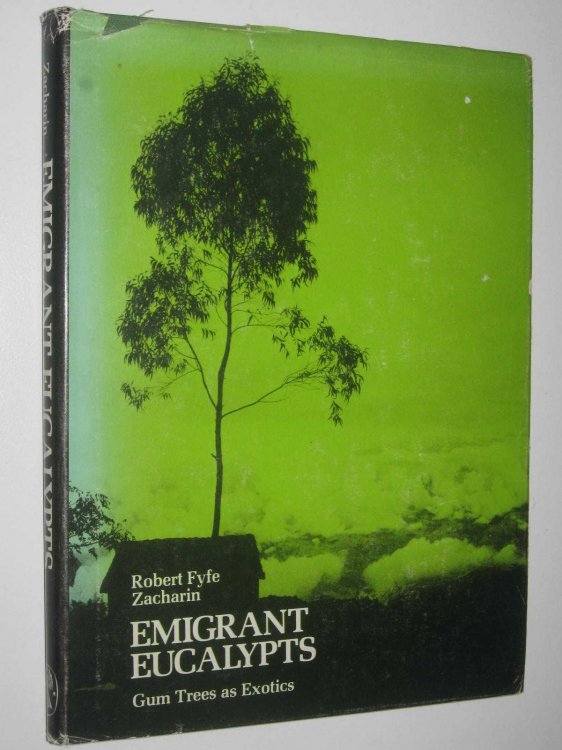 Zacharin
EMIGRANT EUCALYPTS
Robert Fyfe
Zacharin
EMIGRANT
EUCALYPTS
Gum Trees as Exotics